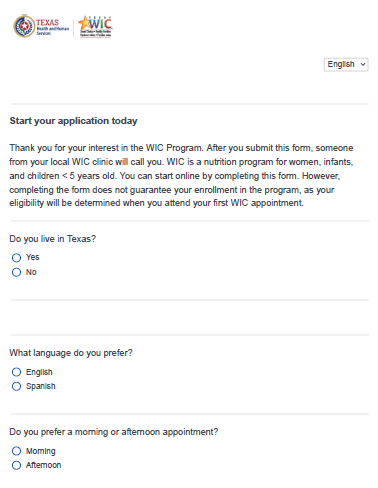 TEXAS
Health and Human
Services
TEXAS
WIC
English
Start your application today
Thank you for your interest in the WIC Program. After you submit this form, someone
from your local WIC clinic will call you. WIC is a nutrition program for women, infants,
and children < 5 years old. You can start online by completing this form. However,
completing the form does not guarantee your enrollment in the program, as your
eligibility will be determined when you attend your first WIC appointment.
Do you live in Texas?
Yes
No
What language do you prefer?
English
Spanish
Do you prefer a morning or afternoon appointment?
Morning
Afternoon